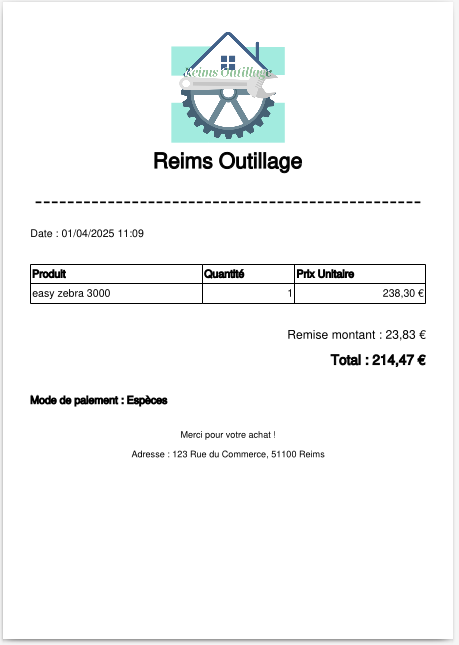 Reims Outillage
Reims Outillage
Date : 01/04/2025 11:09
Produit Quantité Prix Unitaire
easy zebra 3000 1 238,30 €
Remise montant : 23,83 €
Total : 214,47 €
Mode de paiement : Espèces
Merci pour votre achat !
Adresse : 123 Rue du Commerce, 51100 Reims